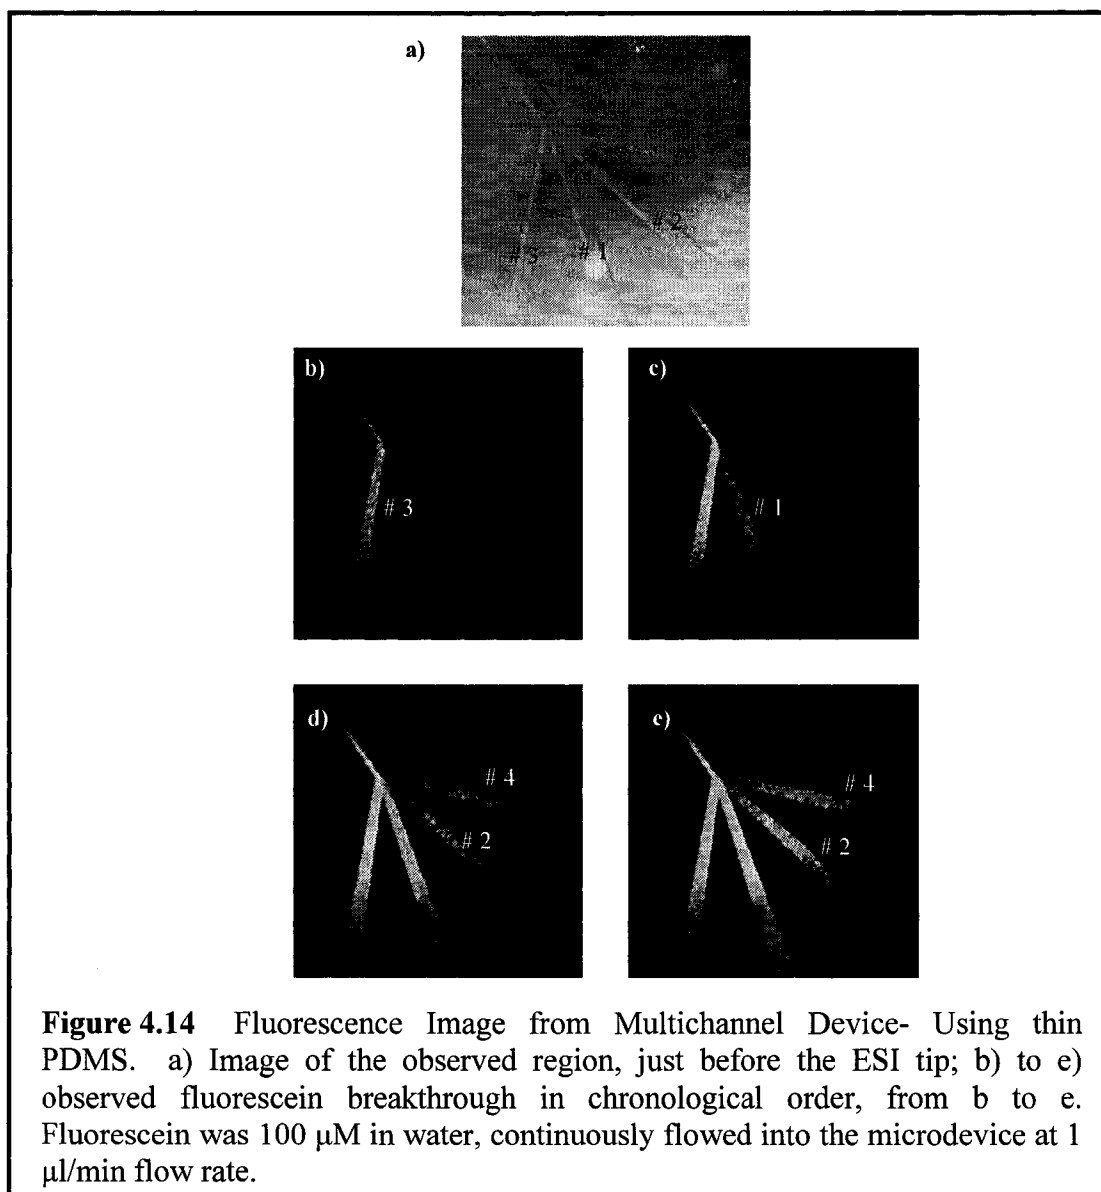 a)
# 2
# 3
# 1
b)
c)
# 3
# 1
d)
e)
# 4
# 4
# 2
# 2
Figure 4.14 Fluorescence Image from Multichannel Device- Using thin
PDMS. a) Image of the observed region, just before the ESI tip; b) to e)
observed fluorescein breakthrough in chronological order, from b to e.
Fluorescein was 100 μM in water, continuously flowed into the microdevice at 1
μl/min flow rate.